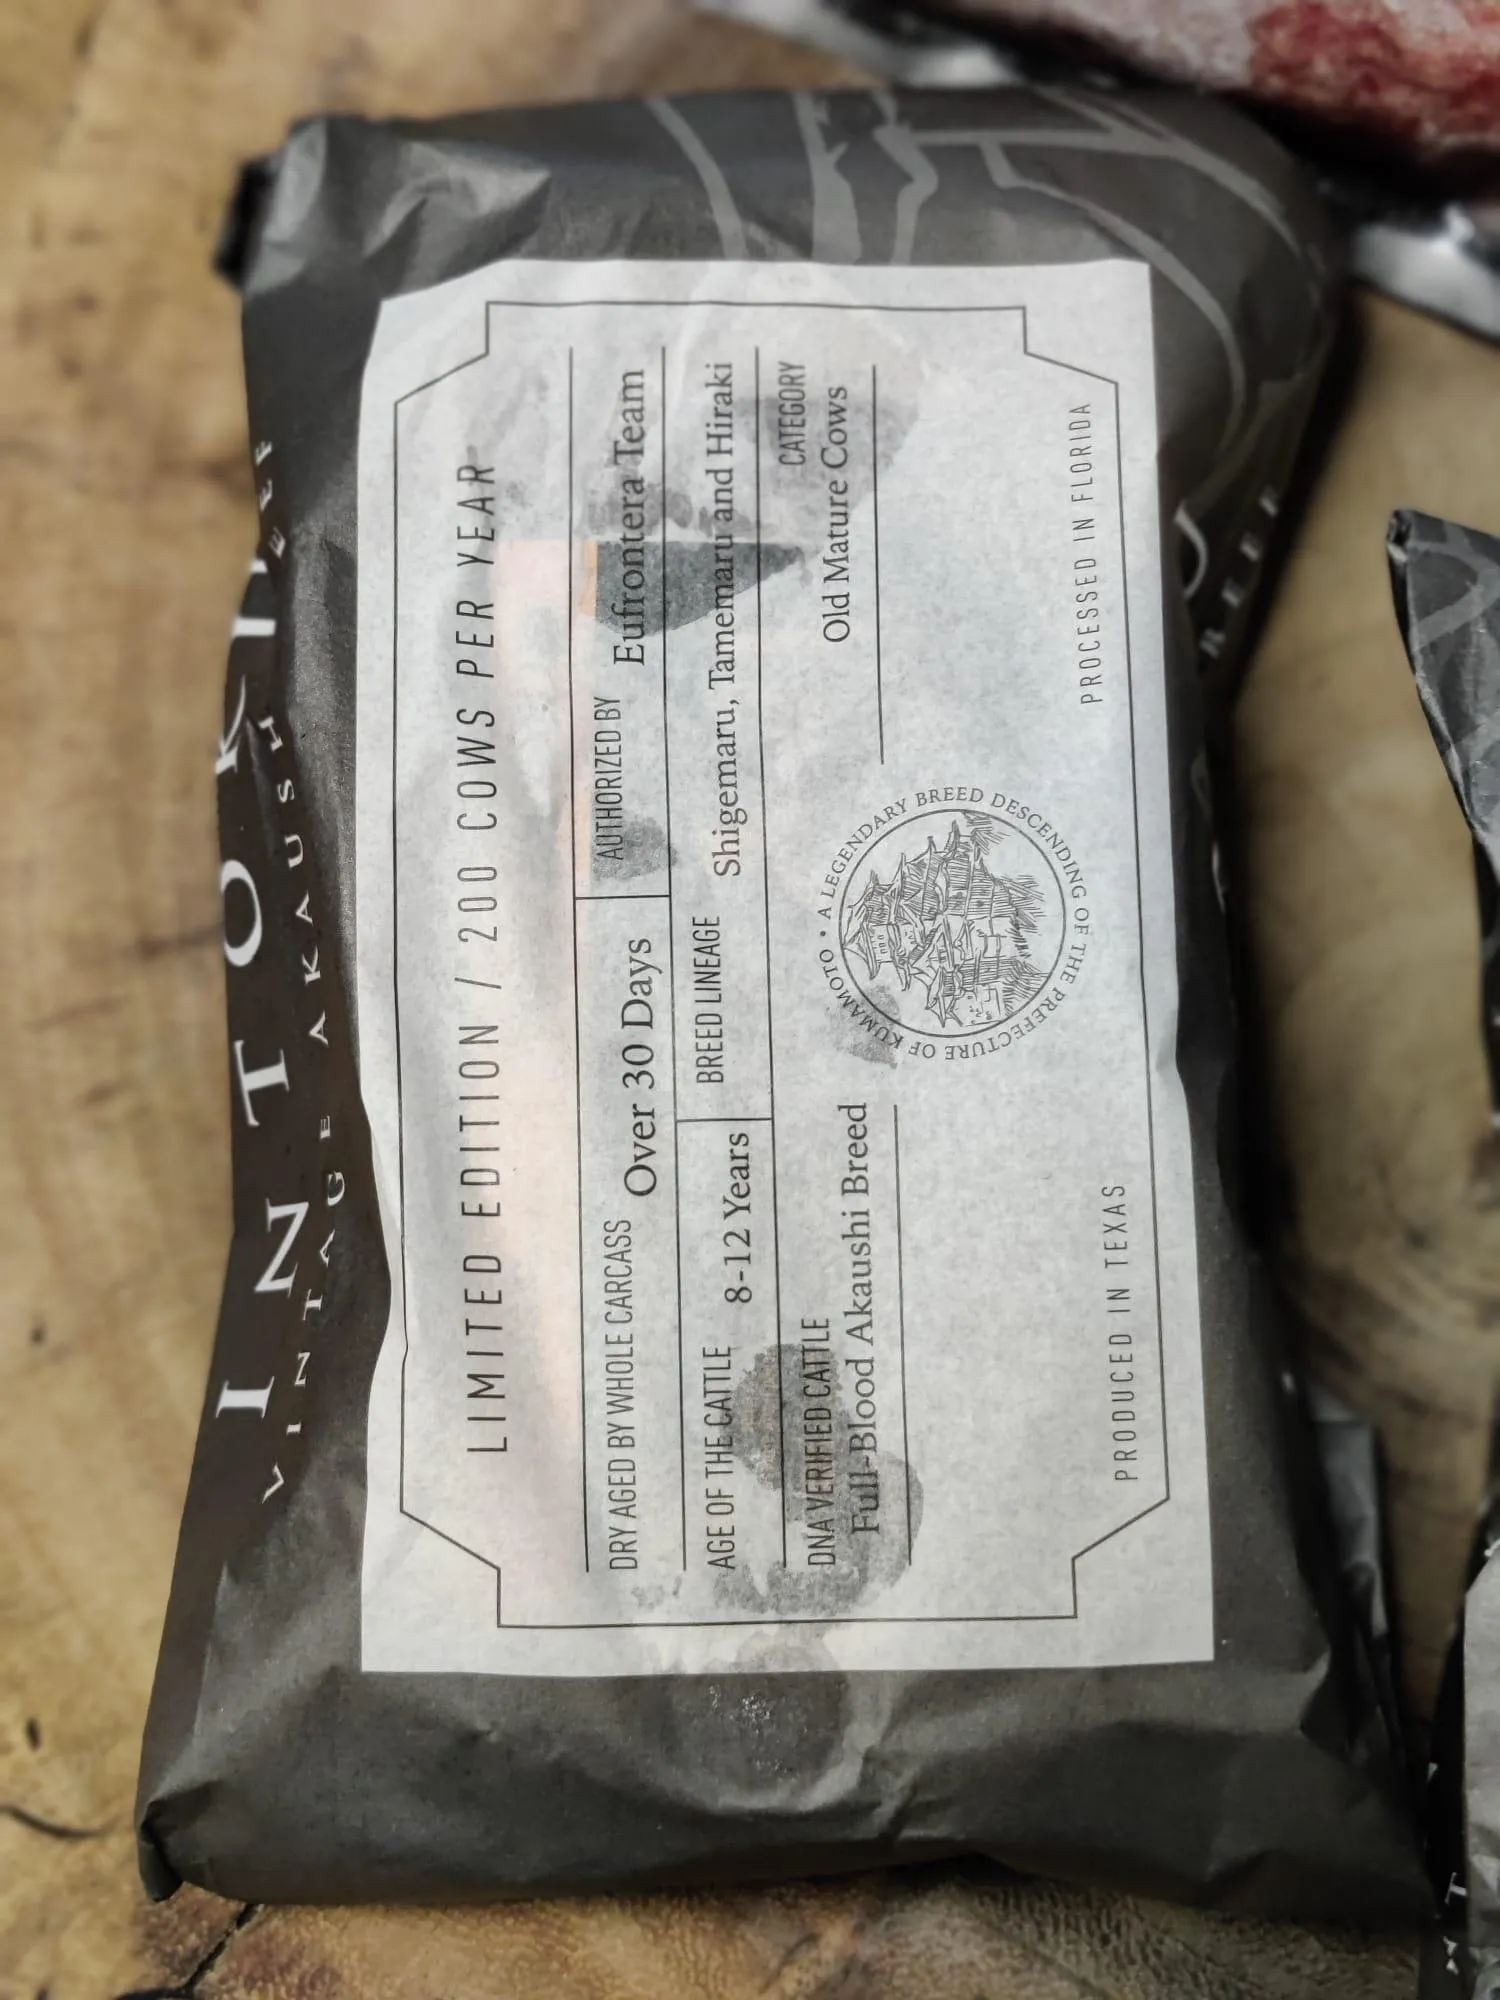 INTOKI
VINTAGE AKAUSHI BEEF
LIMITED EDITION / 200 COWS PER YEAR
DRY AGED BY WHOLE CARCASS
Over 30 Days
AUTHORIZED BY
Eufrontera Team
AGE OF THE CATTLE
8-12 Years
BREED LINEAGE
Shigemaru, Tamemaru and Hiraki
DNA VERIFIED CATTLE
Full-Blood Akaushi Breed
CATEGORY
Old Mature Cows
A LEGENDARY BREED DESCENDING OF THE PREFECTURE OF KUMAMOTO •
PRODUCED IN TEXAS
PROCESSED IN FLORIDA